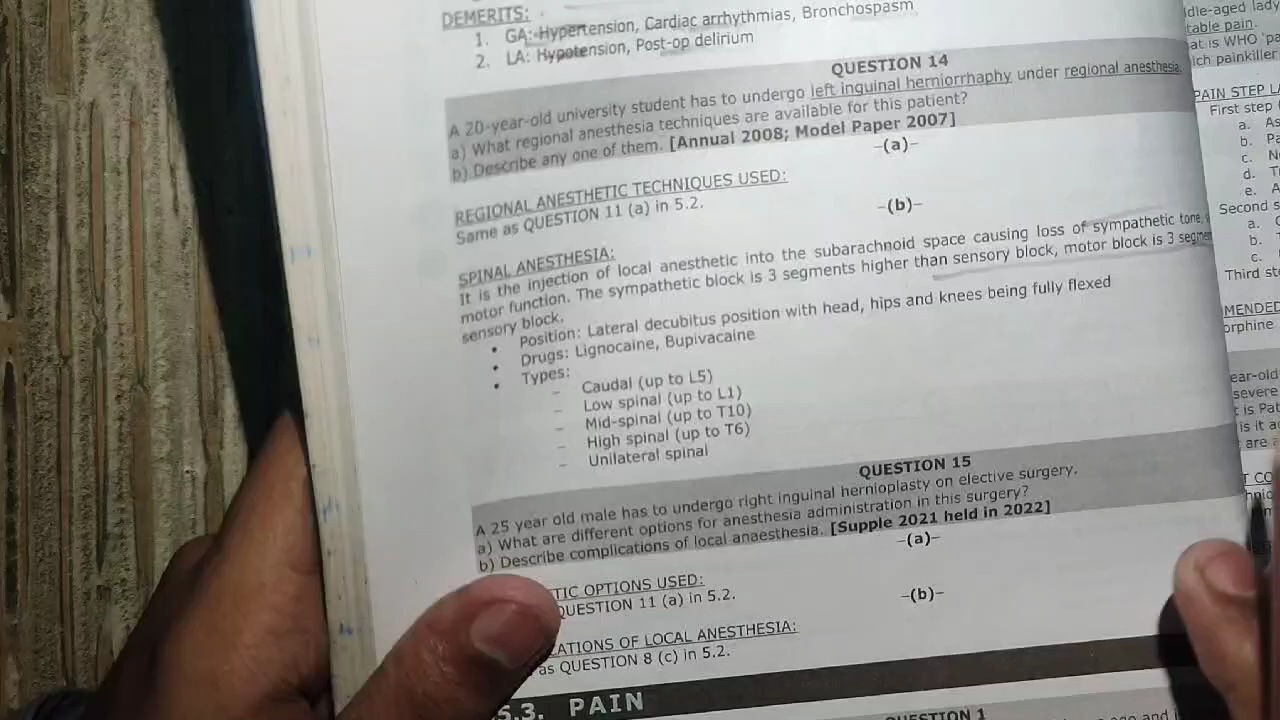 DEMERITS:
1. GA: Hypertension, Cardiac arrhythmias, Bronchospasm
2. LA: Hypotension, Post-op delirium
QUESTION 14
A 20-year-old university student has to undergo left inguinal herniorrhaphy under regional anesthesia.
a) What regional anesthesia techniques are available for this patient?
b) Describe any one of them. [Annual 2008; Model Paper 2007]
-(a)-
REGIONAL ANESTHETIC TECHNIQUES USED:
Same as QUESTION 11 (a) in 5.2.
-(b)-
SPINAL ANESTHESIA:
It is the injection of local anesthetic into the subarachnoid space causing loss of sympathetic tone,
motor function. The sympathetic block is 3 segments higher than sensory block, motor block is 3 segmen
sensory block.
• Position: Lateral decubitus position with head, hips and knees being fully flexed
• Drugs: Lignocaine, Bupivacaine
• Types:
– Caudal (up to L5)
– Low spinal (up to L1)
– Mid-spinal (up to T10)
– High spinal (up to T6)
– Unilateral spinal
QUESTION 15
A 25 year old male has to undergo right inguinal hernioplasty on elective surgery.
a) What are different options for anesthesia administration in this surgery?
b) Describe complications of local anaesthesia. [Supple 2021 held in 2022]
-(a)-
TIC OPTIONS USED:
QUESTION 11 (a) in 5.2.
-(b)-
ATIONS OF LOCAL ANESTHESIA:
as QUESTION 8 (c) in 5.2.
5.3. PAIN
QUESTION 1
dle-aged lady
table pain.
at is WHO 'pa
ich painkiller
PAIN STEP LA
First step
a. As
b. Pa
c. No
d. T
e. A
Second s
a.
b.
c.
Third st
MENDED
orphine
ear-old
severe
t is Pat
is it a
are a
T CO